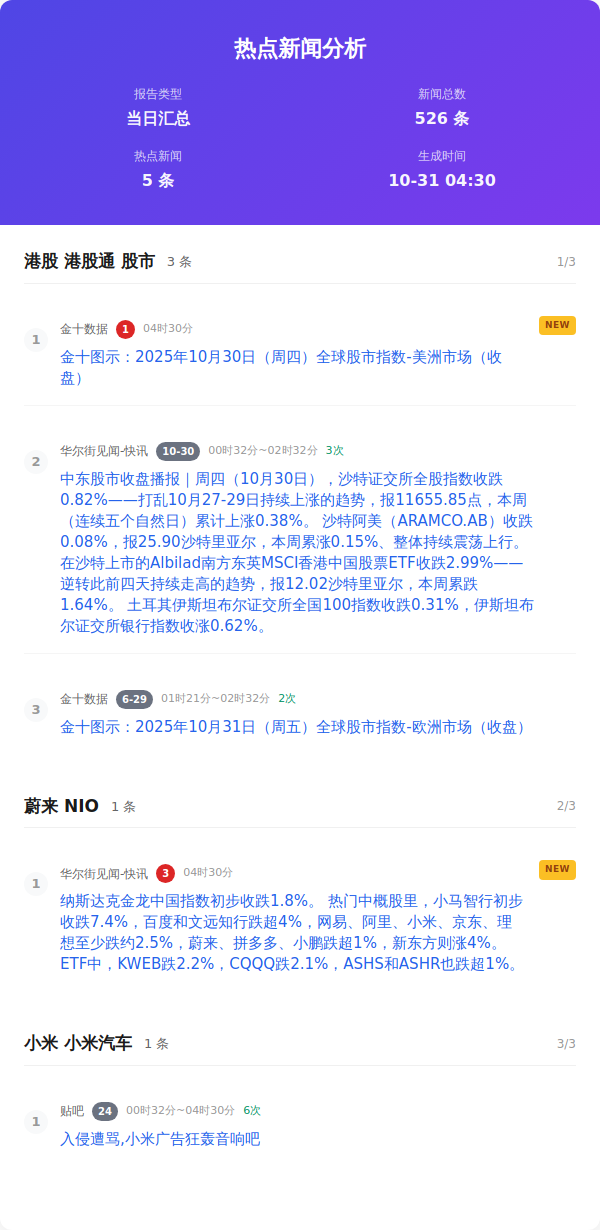 热点新闻分析
报告类型
新闻总数
当日汇总
526 条
热点新闻
生成时间
5 条
10-31 04:30
港股 港股通 股市 3 条 1/3
NEW
1 金十数据 1 04时30分
金十图示：2025年10月30日（周四）全球股市指数-美洲市场（收
盘）
2 华尔街见闻-快讯 10-30 00时32分~02时32分 3次
中东股市收盘播报｜周四（10月30日），沙特证交所全股指数收跌
0.82%——打乱10月27-29日持续上涨的趋势，报11655.85点，本周
（连续五个自然日）累计上涨0.38%。 沙特阿美（ARAMCO.AB）收跌
0.08%，报25.90沙特里亚尔，本周累涨0.15%、整体持续震荡上行。
在沙特上市的Albilad南方东英MSCI香港中国股票ETF收跌2.99%——
逆转此前四天持续走高的趋势，报12.02沙特里亚尔，本周累跌
1.64%。 土耳其伊斯坦布尔证交所全国100指数收跌0.31%，伊斯坦布
尔证交所银行指数收涨0.62%。
3 金十数据 6-29 01时21分~02时32分 2次
金十图示：2025年10月31日（周五）全球股市指数-欧洲市场（收盘）
蔚来 NIO 1 条 2/3
NEW
1 华尔街见闻-快讯 3 04时30分
纳斯达克金龙中国指数初步收跌1.8%。 热门中概股里，小马智行初步
收跌7.4%，百度和文远知行跌超4%，网易、阿里、小米、京东、理
想至少跌约2.5%，蔚来、拼多多、小鹏跌超1%，新东方则涨4%。
ETF中，KWEB跌2.2%，CQQQ跌2.1%，ASHS和ASHR也跌超1%。
小米 小米汽车 1 条 3/3
1 贴吧 24 00时32分~04时30分 6次
入侵遭骂,小米广告狂轰音响吧